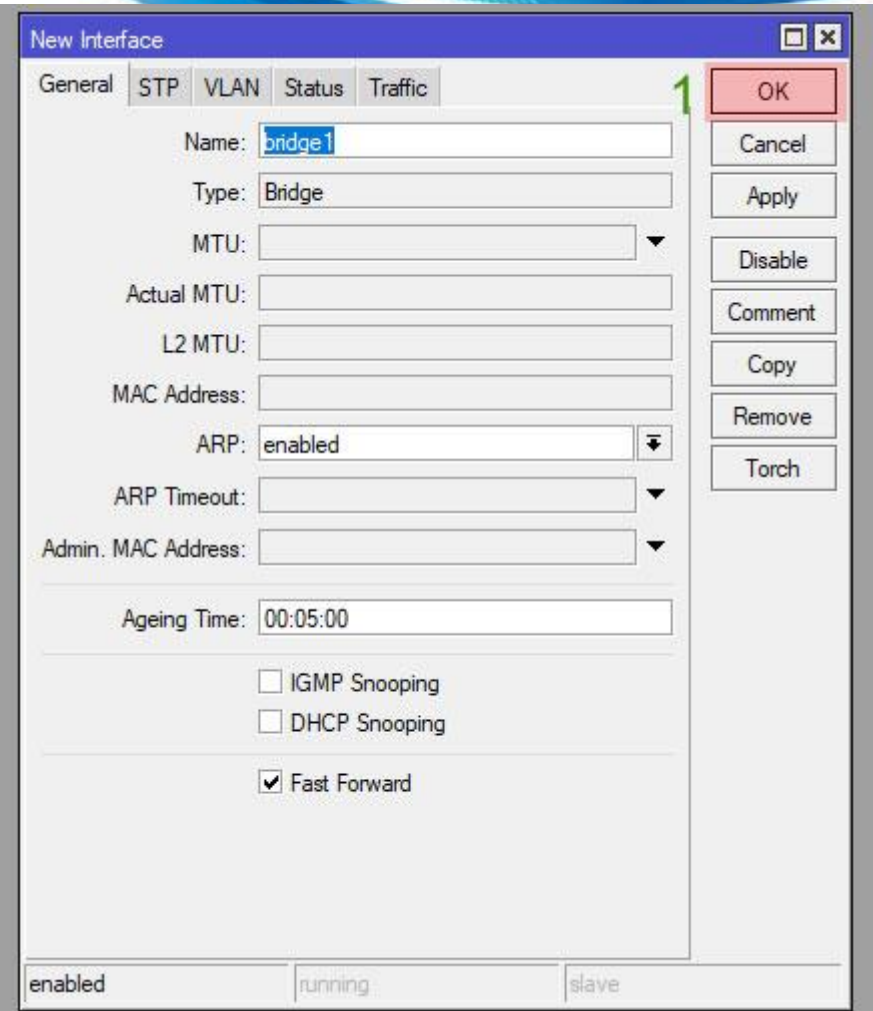 New Interface
General STP VLAN Status Traffic
1
OK
Name: bridge1
Cancel
Type: Bridge
Apply
MTU:
Disable
Actual MTU:
Comment
L2 MTU:
Copy
MAC Address:
Remove
ARP: enabled
Torch
ARP Timeout:
Admin. MAC Address:
Ageing Time: 00:05:00
IGMP Snooping
DHCP Snooping
Fast Forward
enabled running slave